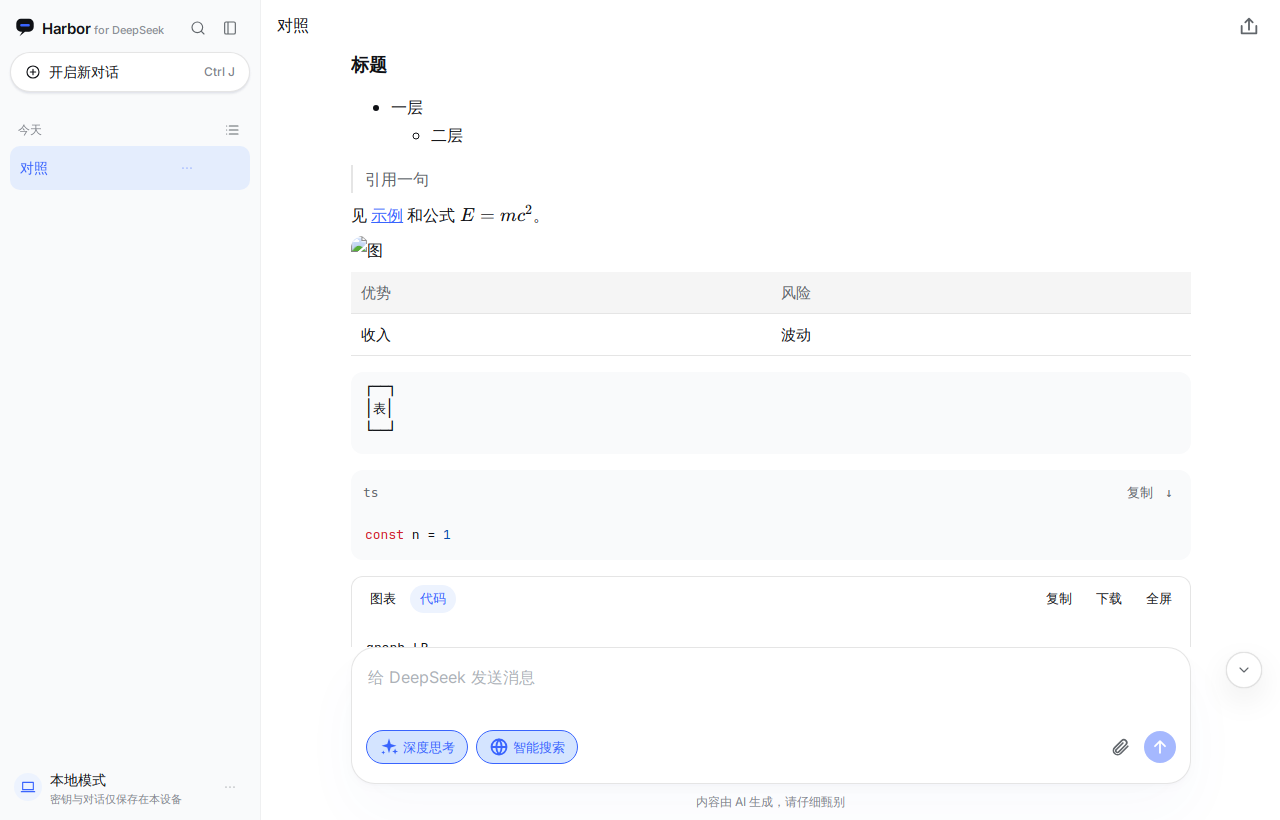 Harbor for DeepSeek
开启新对话 Ctrl J
今天
对照
本地模式
密钥与对话仅保存在本设备
对照
标题
一层
二层
引用一句
见 示例 和公式 E = mc²。
图
优势 风险
收入 波动
表
ts 复制 ↓
const n = 1
图表 代码 复制 下载 全屏
graph LR
给 DeepSeek 发送消息
深度思考 智能搜索
内容由 AI 生成，请仔细甄别